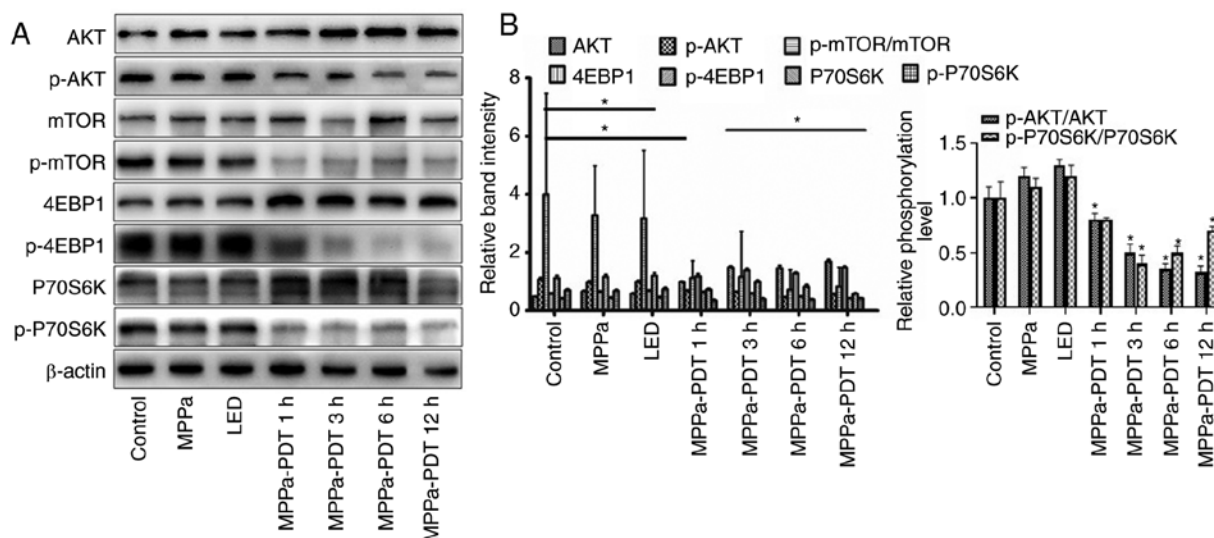 A
AKT
p-AKT
mTOR
p-mTOR
4EBP1
p-4EBP1
P70S6K
p-P70S6K
β-actin
Control
MPPa
LED
MPPa-PDT 1 h
MPPa-PDT 3 h
MPPa-PDT 6 h
MPPa-PDT 12 h
B
AKT p-AKT p-mTOR/mTOR
4EBP1 p-4EBP1 P70S6K p-P70S6K
Relative band intensity
8
6
4
2
0
*
*
*
Control
MPPa
LED
MPPa-PDT 1 h
MPPa-PDT 3 h
MPPa-PDT 6 h
MPPa-PDT 12 h
p-AKT/AKT
p-P70S6K/P70S6K
Relative phosphorylation
level
1.5
1.0
0.5
0.0
*
* *
* *
* *
Control
MPPa
LED
MPPa-PDT 1 h
MPPa-PDT 3 h
MPPa-PDT 6 h
MPPa-PDT 12 h